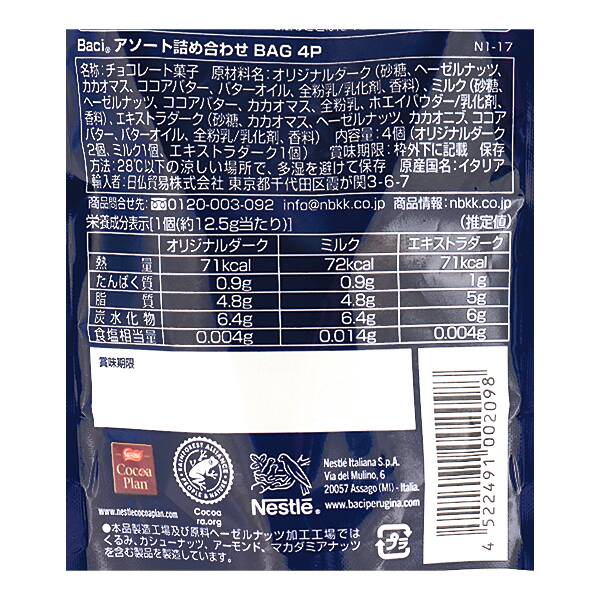 Baci® アソート詰め合わせ BAG 4P N1-17
名称:チョコレート菓子 原材料名:オリジナルダーク(砂糖、ヘーゼルナッツ、
カカオマス、ココアバター、バターオイル、全粉乳/乳化剤、香料)、ミルク(砂糖、
ヘーゼルナッツ、ココアバター、カカオマス、全粉乳、ホエイパウダー/乳化剤、
香料)、エキストラダーク(砂糖、カカオマス、ヘーゼルナッツ、カカオニブ、ココア
バター、バターオイル、全粉乳/乳化剤、香料) 内容量:4個(オリジナルダーク
2個、ミルク1個、エキストラダーク1個) 賞味期限:枠外下に記載 保存
方法:28℃以下の涼しい場所で、多湿を避けて保存 原産国名:イタリア
輸入者:日仏貿易株式会社 東京都千代田区霞が関3-6-7
商品問合せ先:0120-003-092 info@nbkk.co.jp 商品情報:nbkk.co.jp
栄養成分表示[1個(約12.5g当たり)] (推定値)
オリジナルダーク ミルク エキストラダーク
熱量 71kcal 72kcal 71kcal
たんぱく質 0.9g 0.9g 1g
脂質 4.8g 4.8g 5g
炭水化物 6.4g 6.4g 6g
食塩相当量 0.004g 0.014g 0.004g
賞味期限
Nestlé
Cocoa
Plan
www.nestlecocoaplan.com
RAINFOREST ALLIANCE
PEOPLE & NATURE
Cocoa
ra.org
Nestlé
Nestlé Italiana S.p.A.
Via del Mulino, 6
20057 Assago (MI) - Italia.
www.baciperugina.com
●本品製造工場及び原料ヘーゼルナッツ加工工場では
くるみ、カシューナッツ、アーモンド、マカダミアナッツ
を含む製品を製造しています。
プラ
4 522491 002098